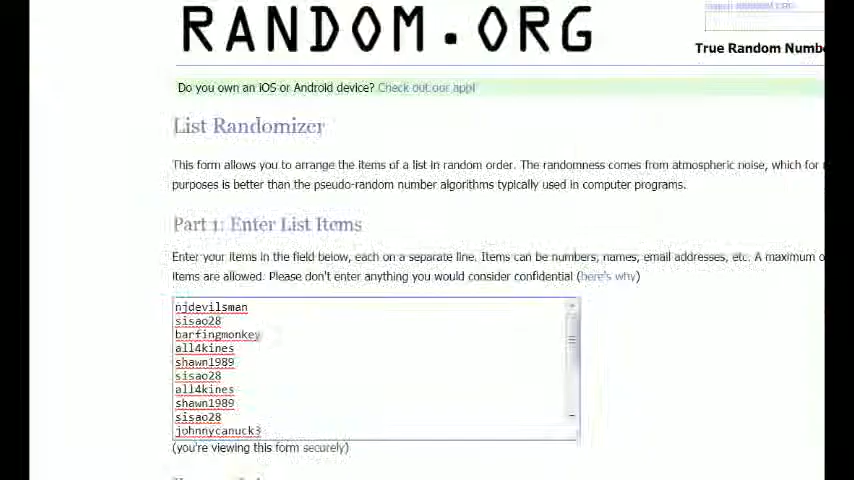 RANDOM.ORG
True Random Numbe
Do you own an iOS or Android device? Check out our app!
List Randomizer
This form allows you to arrange the items of a list in random order. The randomness comes from atmospheric noise, which for
purposes is better than the pseudo-random number algorithms typically used in computer programs.
Part 1: Enter List Items
Enter your items in the field below, each on a separate line. Items can be numbers, names, email addresses, etc. A maximum o
items are allowed. Please don't enter anything you would consider confidential (here's why)
njdevilsman
sisao28
barfingmonkey
all4kines
shawn1989
sisao28
all4kines
shawn1989
sisao28
johnnycanuck3
(you're viewing this form securely)